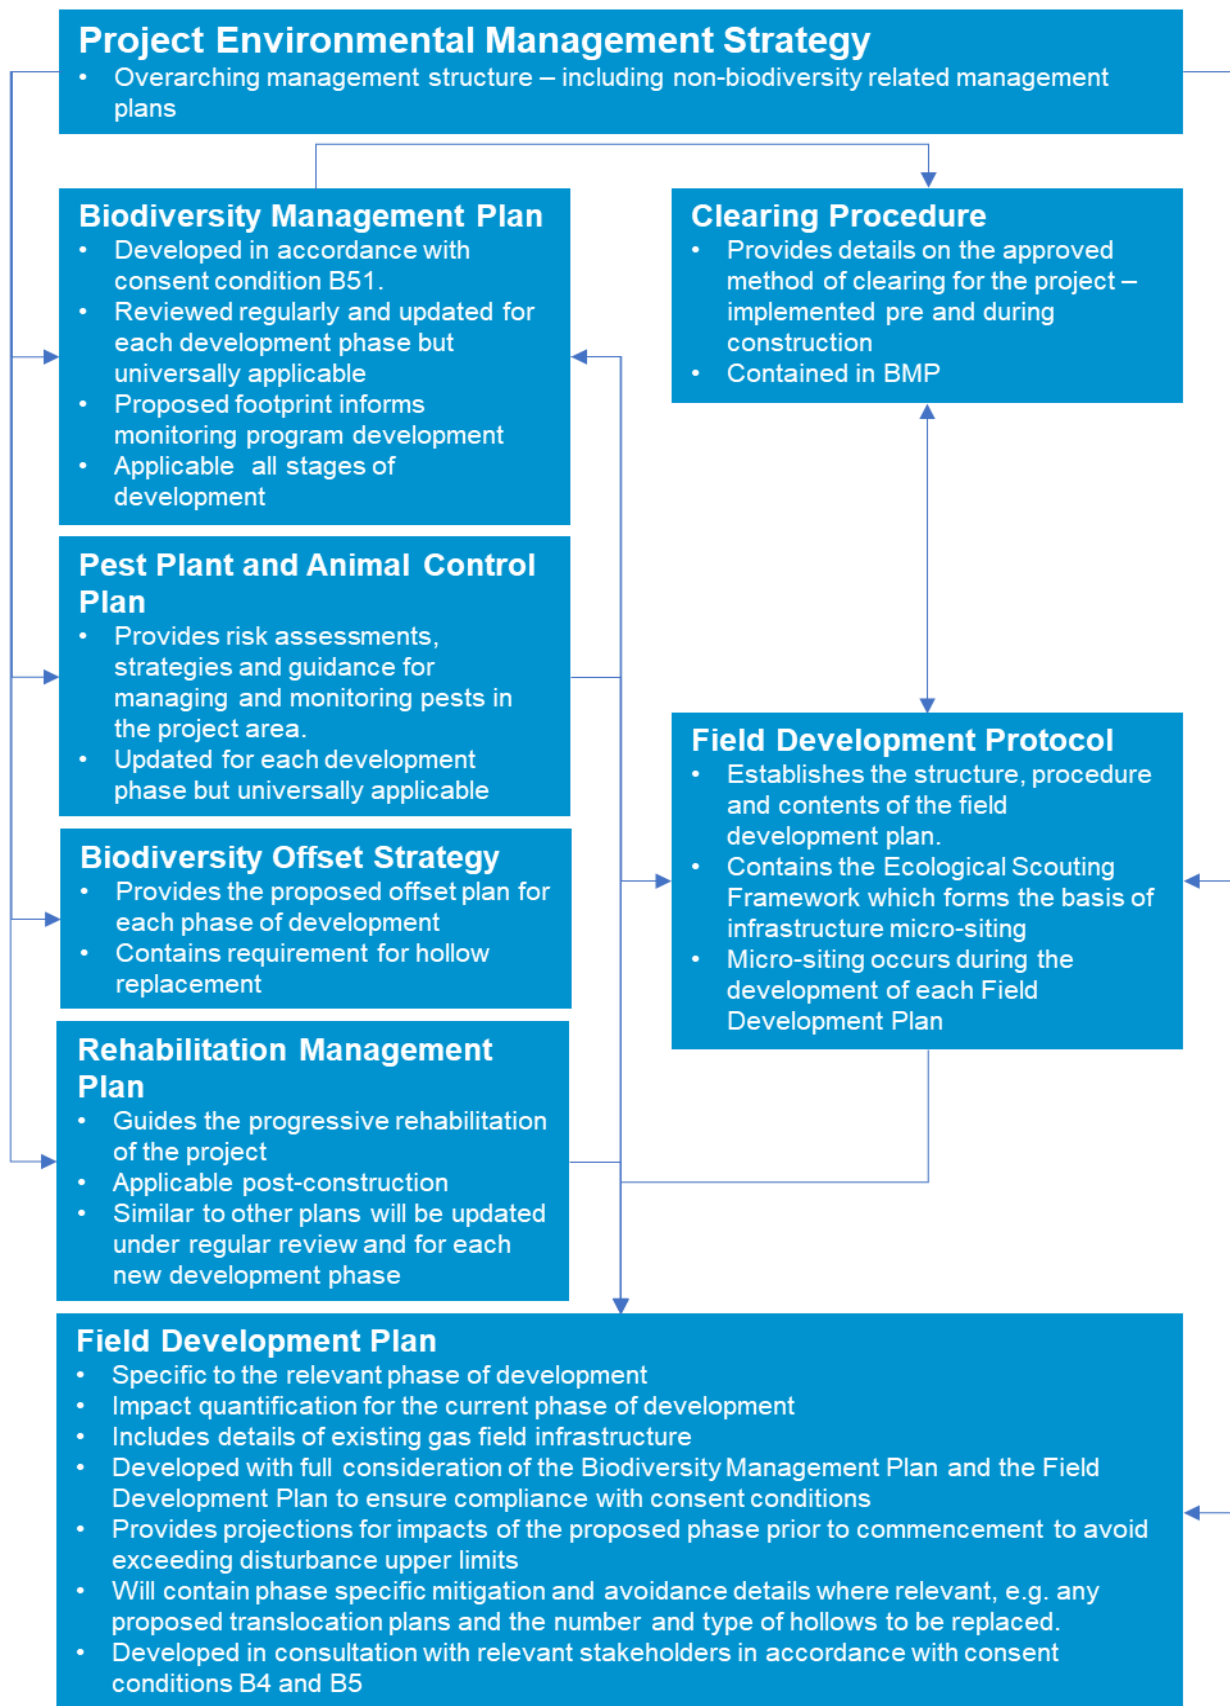 Project Environmental Management Strategy
• Overarching management structure – including non-biodiversity related management
plans
Biodiversity Management Plan
• Developed in accordance with
consent condition B51.
• Reviewed regularly and updated for
each development phase but
universally applicable
• Proposed footprint informs
monitoring program development
• Applicable all stages of
development
Clearing Procedure
• Provides details on the approved
method of clearing for the project –
implemented pre and during
construction
• Contained in BMP
Pest Plant and Animal Control
Plan
• Provides risk assessments,
strategies and guidance for
managing and monitoring pests in
the project area.
• Updated for each development
phase but universally applicable
Field Development Protocol
• Establishes the structure, procedure
and contents of the field
development plan.
• Contains the Ecological Scouting
Framework which forms the basis of
infrastructure micro-siting
• Micro-siting occurs during the
development of each Field
Development Plan
Biodiversity Offset Strategy
• Provides the proposed offset plan for
each phase of development
• Contains requirement for hollow
replacement
Rehabilitation Management
Plan
• Guides the progressive rehabilitation
of the project
• Applicable post-construction
• Similar to other plans will be updated
under regular review and for each
new development phase
Field Development Plan
• Specific to the relevant phase of development
• Impact quantification for the current phase of development
• Includes details of existing gas field infrastructure
• Developed with full consideration of the Biodiversity Management Plan and the Field
Development Plan to ensure compliance with consent conditions
• Provides projections for impacts of the proposed phase prior to commencement to avoid
exceeding disturbance upper limits
• Will contain phase specific mitigation and avoidance details where relevant, e.g. any
proposed translocation plans and the number and type of hollows to be replaced.
• Developed in consultation with relevant stakeholders in accordance with consent
conditions B4 and B5